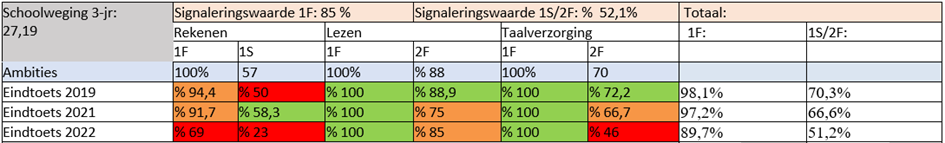 Schoolweging 3-jr: Signaleringswaarde 1F: 85 % Signaleringswaarde 1S/2F: % 52,1% Totaal:
27,19 Rekenen Lezen Taalverzorging 1F: 1S/2F:
1F 1S 1F 2F 1F 2F
Ambities 100% 57 100% % 88 100% 70
Eindtoets 2019 % 94,4 % 50 % 100 % 88,9 % 100 % 72,2 98,1% 70,3%
Eindtoets 2021 % 91,7 % 58,3 % 100 % 75 % 100 % 66,7 97,2% 66,6%
Eindtoets 2022 % 69 % 23 % 100 % 85 % 100 % 46 89,7% 51,2%